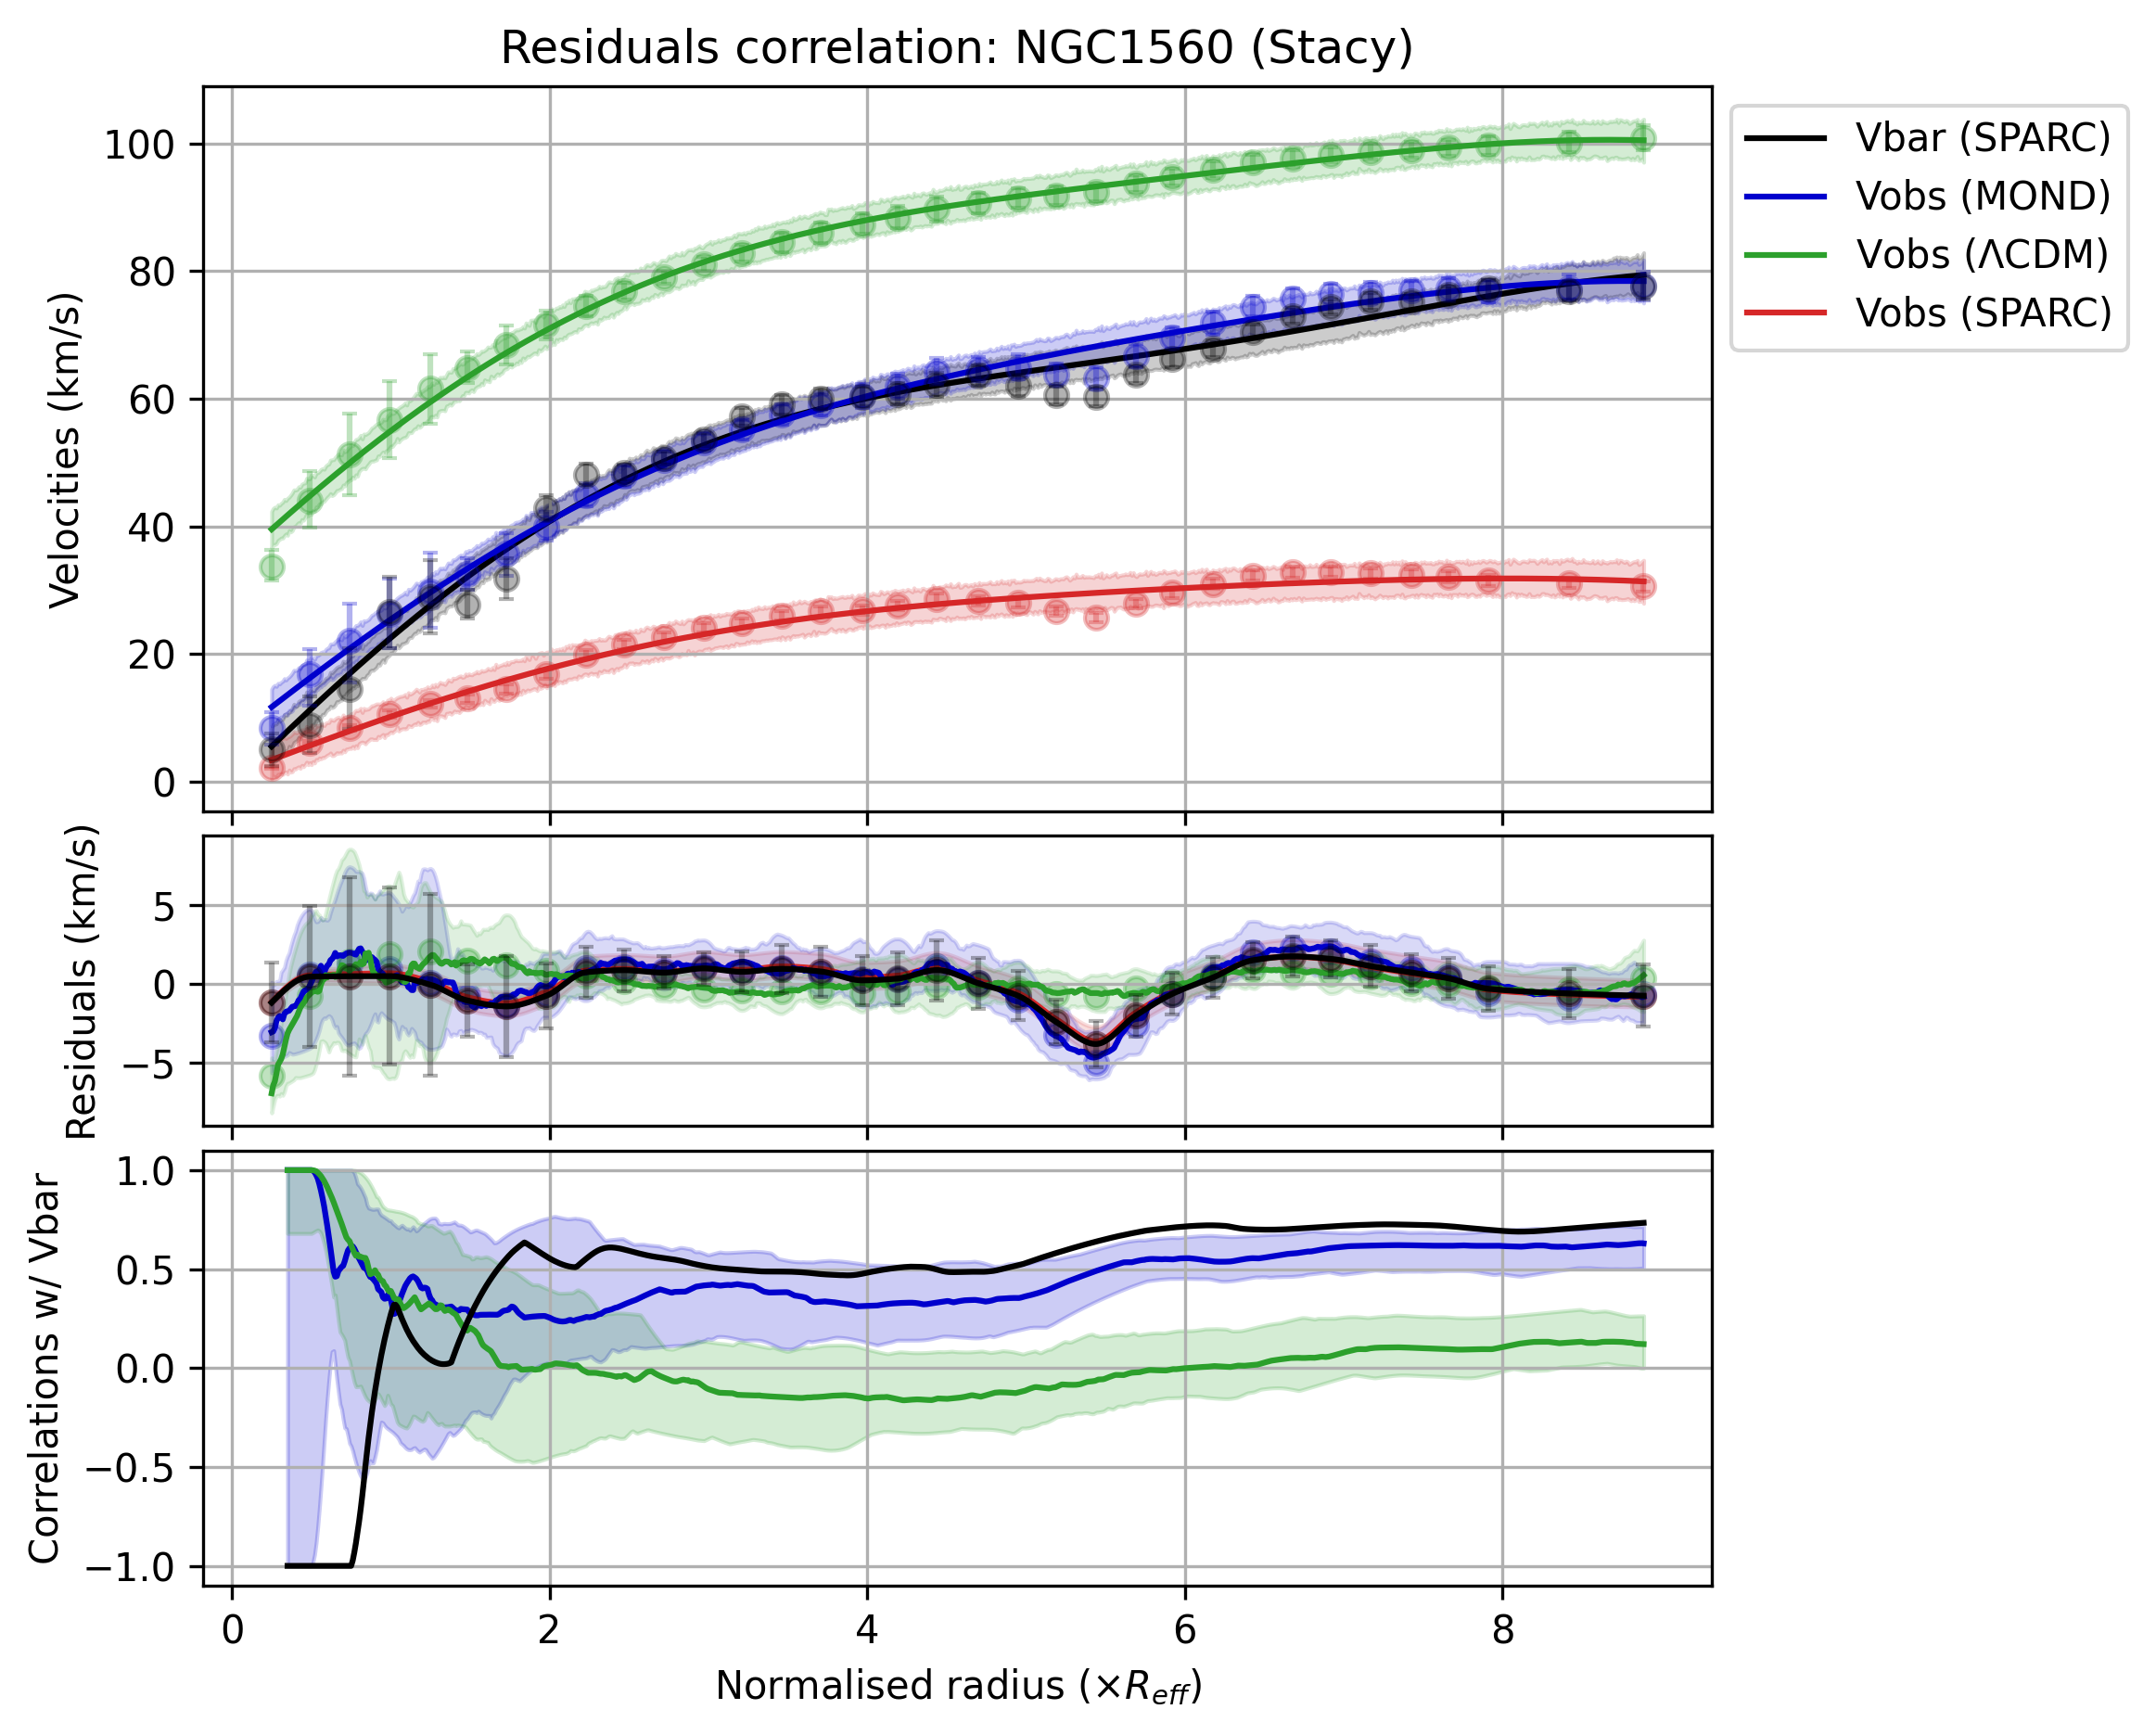 Residuals correlation: NGC1560 (Stacy)
Velocities (km/s)
100
80
60
40
20
0
Vbar (SPARC)
Vobs (MOND)
Vobs (ΛCDM)
Vobs (SPARC)
Residuals (km/s)
5
0
−5
Correlations w/ Vbar
1.0
0.5
0.0
−0.5
−1.0
0 2 4 6 8
Normalised radius (×R_eff)